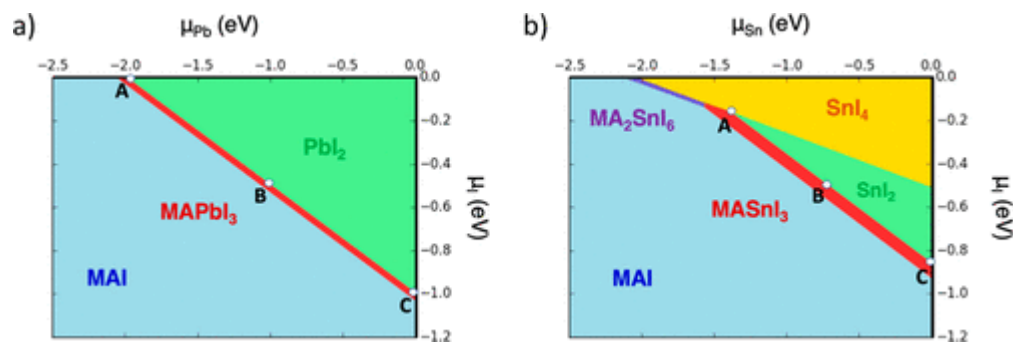 a)
μPb (eV)
−2.5 −2.0 −1.5 −1.0 −0.5 0.0
0.0
−0.2
−0.4
−0.6
−0.8
−1.0
−1.2
μI (eV)
A
PbI2
B
MAPbI3
MAI
C
b)
μSn (eV)
−2.5 −2.0 −1.5 −1.0 −0.5 0.0
0.0
−0.2
−0.4
−0.6
−0.8
−1.0
−1.2
μI (eV)
SnI4
MA2SnI6
A
SnI2
B
MASnI3
MAI
C